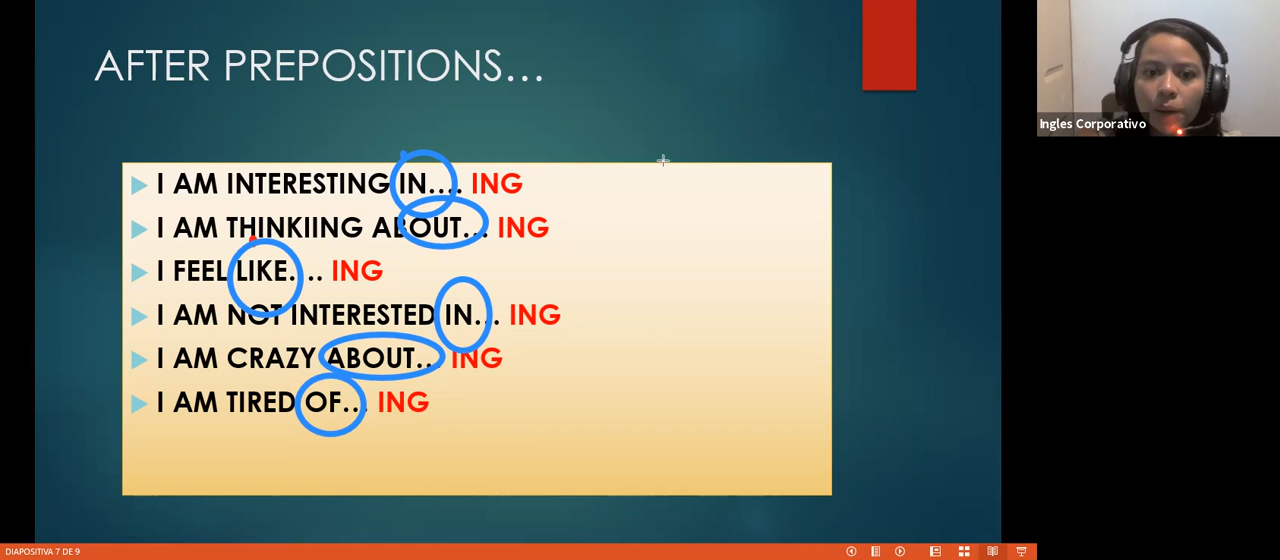 AFTER PREPOSITIONS...
I AM INTERESTING IN.... ING
I AM THINKIING ABOUT... ING
I FEEL LIKE.... ING
I AM NOT INTERESTED IN... ING
I AM CRAZY ABOUT... ING
I AM TIRED OF... ING
Ingles Corporativo
DIAPOSITIVA 7 DE 9